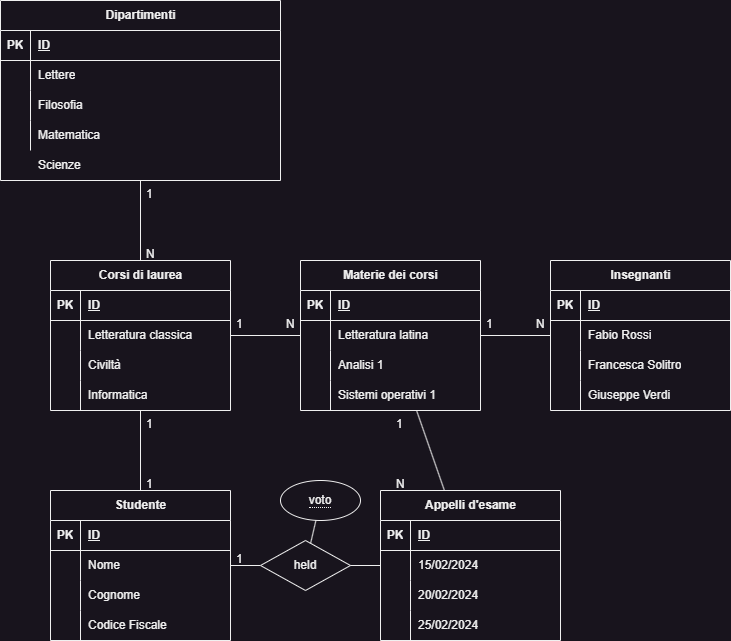 Dipartimenti
PK ID
Lettere
Filosofia
Matematica
Scienze
1
N
Corsi di laurea
PK ID
Letteratura classica
Civiltà
Informatica
1 N
Materie dei corsi
PK ID
Letteratura latina
Analisi 1
Sistemi operativi 1
1 N
Insegnanti
PK ID
Fabio Rossi
Francesca Solitro
Giuseppe Verdi
1
1
1
N
Studente
PK ID
Nome
Cognome
Codice Fiscale
1
voto
held
Appelli d'esame
PK ID
15/02/2024
20/02/2024
25/02/2024